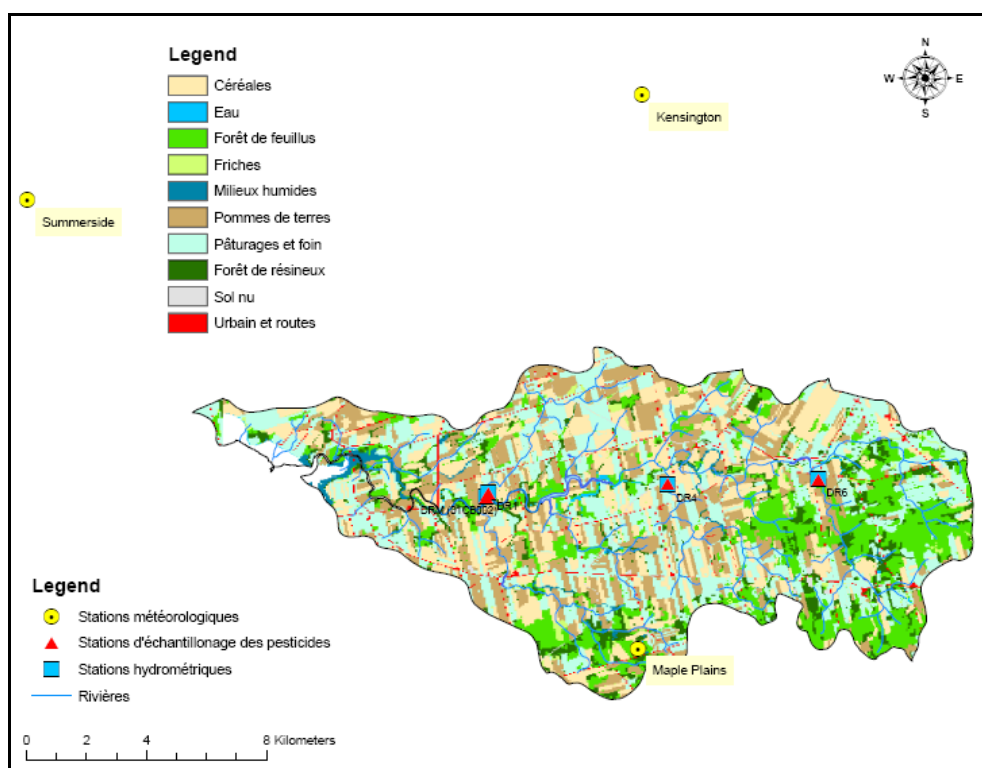 Legend
Céréales
Eau
Forêt de feuillus
Friches
Milieux humides
Pommes de terres
Pâturages et foin
Forêt de résineux
Sol nu
Urbain et routes
N
W E
S
Kensington
Summerside
DR1
DR4
DR6
Maple Plains
Legend
Stations météorologiques
Stations d'échantillonage des pesticides
Stations hydrométriques
Rivières
0 2 4 8 Kilometers